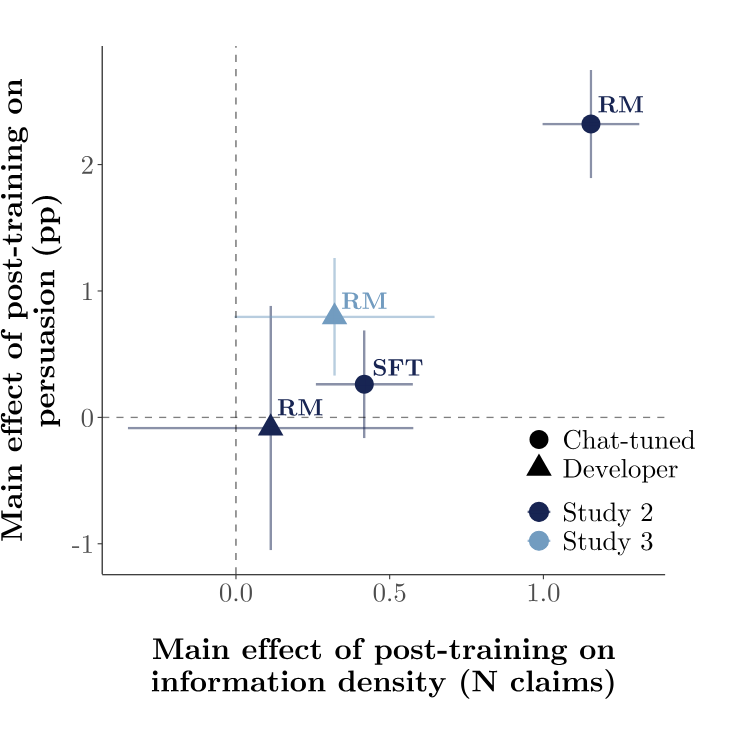 Main effect of post-training on
persuasion (pp)
2
1
0
-1
RM
RM
SFT
RM
Chat-tuned
Developer
Study 2
Study 3
0.0 0.5 1.0
Main effect of post-training on
information density (N claims)